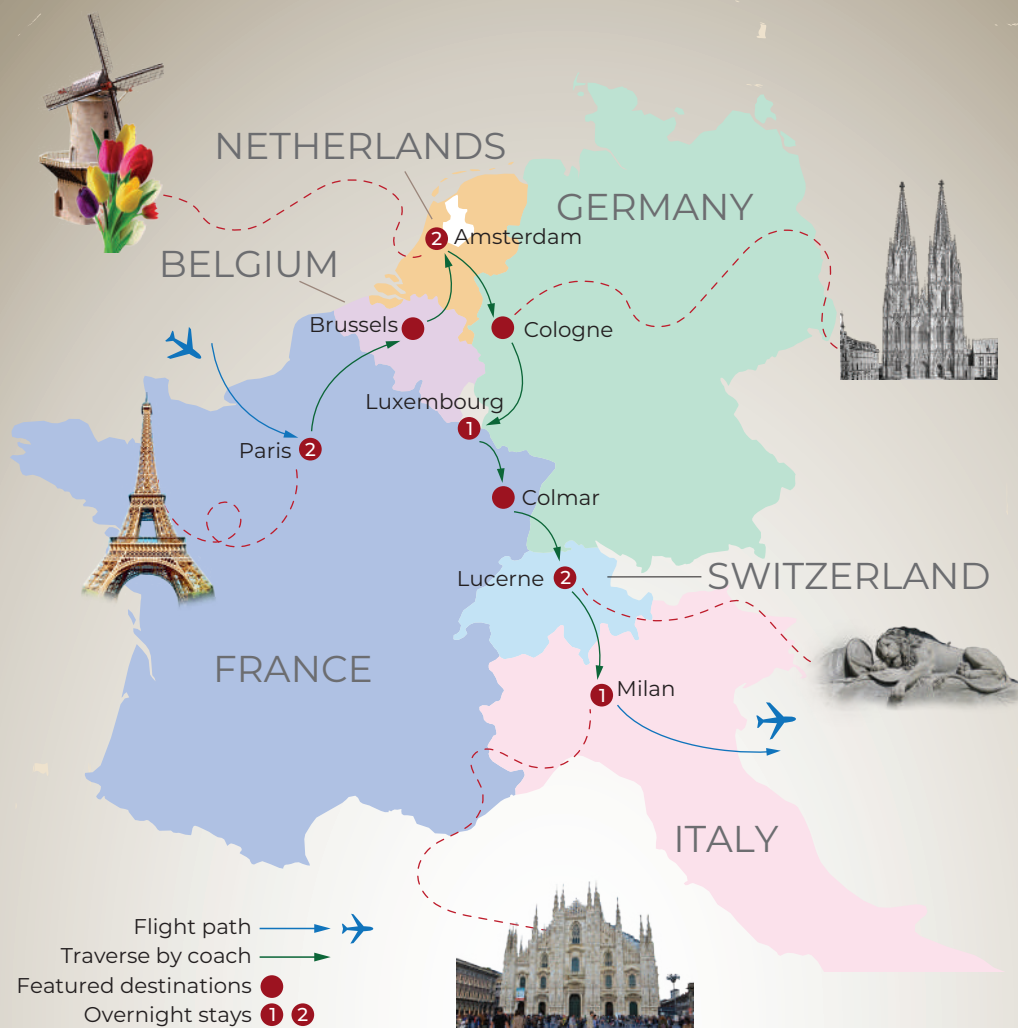 NETHERLANDS
GERMANY
2 Amsterdam
BELGIUM
Brussels
Cologne
Luxembourg
1
Paris 2
Colmar
Lucerne 2
SWITZERLAND
FRANCE
1 Milan
ITALY
Flight path
Traverse by coach
Featured destinations
Overnight stays 1 2